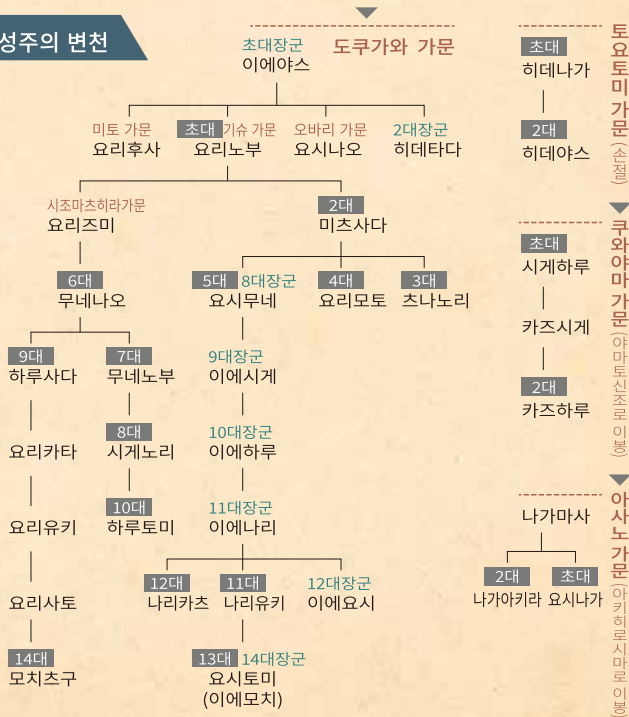 성주의 변천
토요토미 가문 (손절)
초대
히데나가
2대
히데야스
쿠와야마 가문 (야마토신조로 이봉)
초대
시게하루
카즈시게
2대
카즈하루
아사노 가문 (아키히로시마로 이봉)
나가마사
2대 초대
나가아키라 요시나가
도쿠가와 가문
초대장군
이에야스
미토 가문 초대 기슈 가문 오바리 가문 2대장군
요리후사 요리노부 요시나오 히데타다
시조마츠히라가문 2대
요리즈미 미츠사다
6대 5대 8대장군 4대 3대
무네나오 요시무네 요리모토 츠나노리
9대 7대 9대장군
하루사다 무네노부 이에시게
8대 10대장군
요리카타 시게노리 이에하루
10대 11대장군
요리유키 하루토미 이에나리
12대 11대 12대장군
요리사토 나리카츠 나리유키 이에요시
14대 13대 14대장군
모치츠구 요시토미
(이에모치)